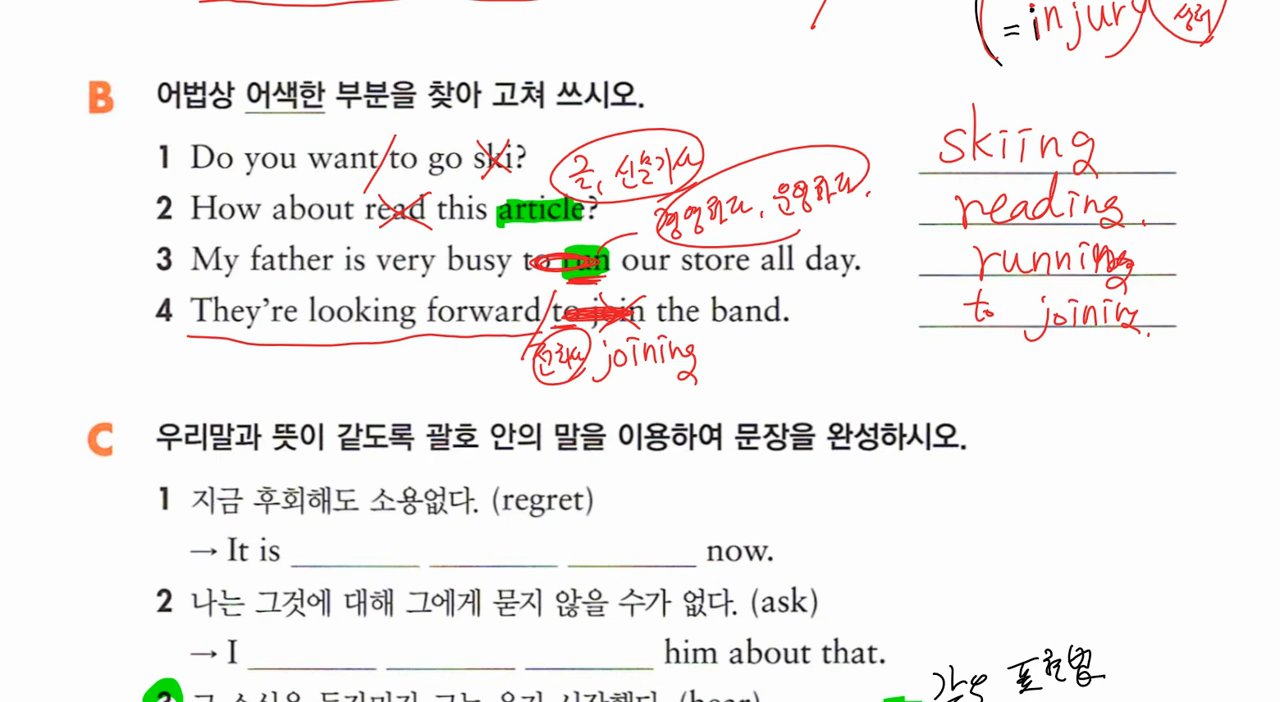 (= injury)
B 어법상 어색한 부분을 찾아 고쳐 쓰시오.
1 Do you want to go ski? skiing
글,
2 How about read this article? reading.
경영하다, 운영하다.
3 My father is very busy to run our store all day. running
4 They're looking forward to join the band. to joining.
joining
C 우리말과 뜻이 같도록 괄호 안의 말을 이용하여 문장을 완성하시오.
1 지금 후회해도 소용없다. (regret)
→ It is now.
2 나는 그것에 대해 그에게 묻지 않을 수가 없다. (ask)
→ I him about that.
3 (hear)